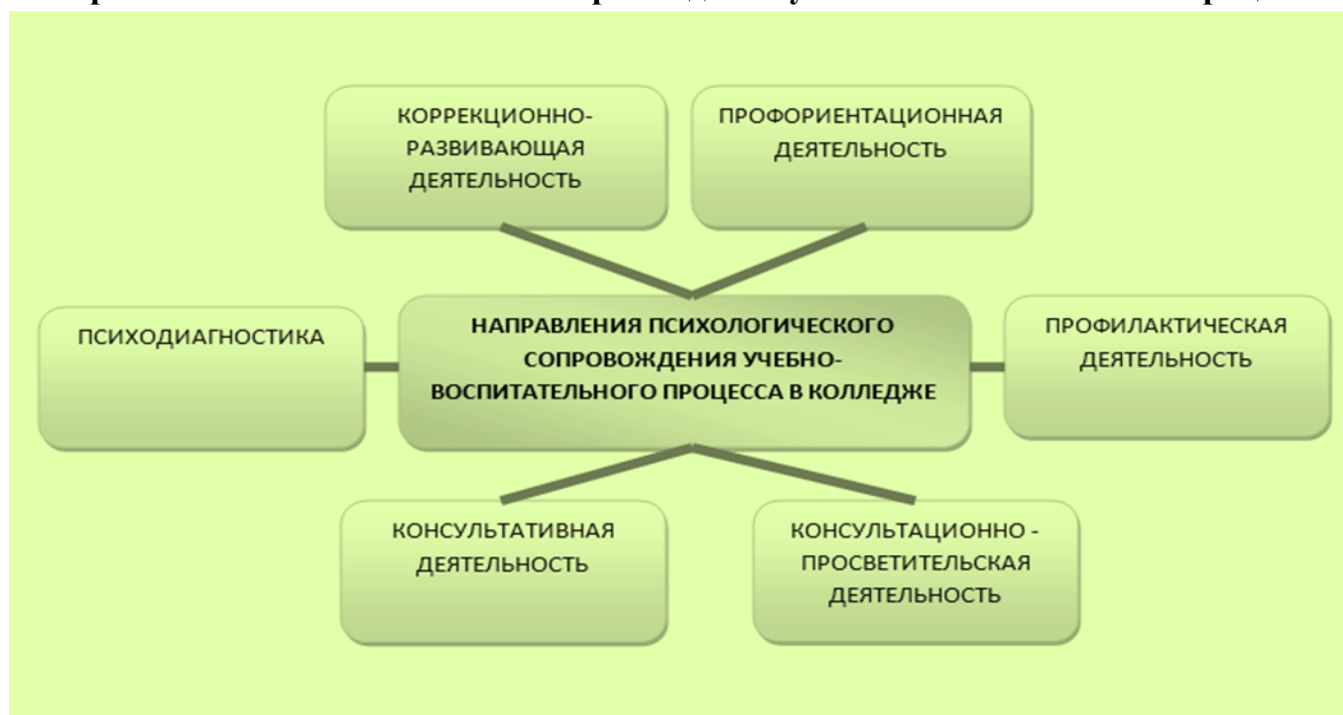 КОРРЕКЦИОННО-
РАЗВИВАЮЩАЯ
ДЕЯТЕЛЬНОСТЬ
ПРОФОРИЕНТАЦИОННАЯ
ДЕЯТЕЛЬНОСТЬ
ПСИХОДИАГНОСТИКА
НАПРАВЛЕНИЯ ПСИХОЛОГИЧЕСКОГО
СОПРОВОЖДЕНИЯ УЧЕБНО-
ВОСПИТАТЕЛЬНОГО ПРОЦЕССА В КОЛЛЕДЖЕ
ПРОФИЛАКТИЧЕСКАЯ
ДЕЯТЕЛЬНОСТЬ
КОНСУЛЬТАТИВНАЯ
ДЕЯТЕЛЬНОСТЬ
КОНСУЛЬТАЦИОННО -
ПРОСВЕТИТЕЛЬСКАЯ
ДЕЯТЕЛЬНОСТЬ